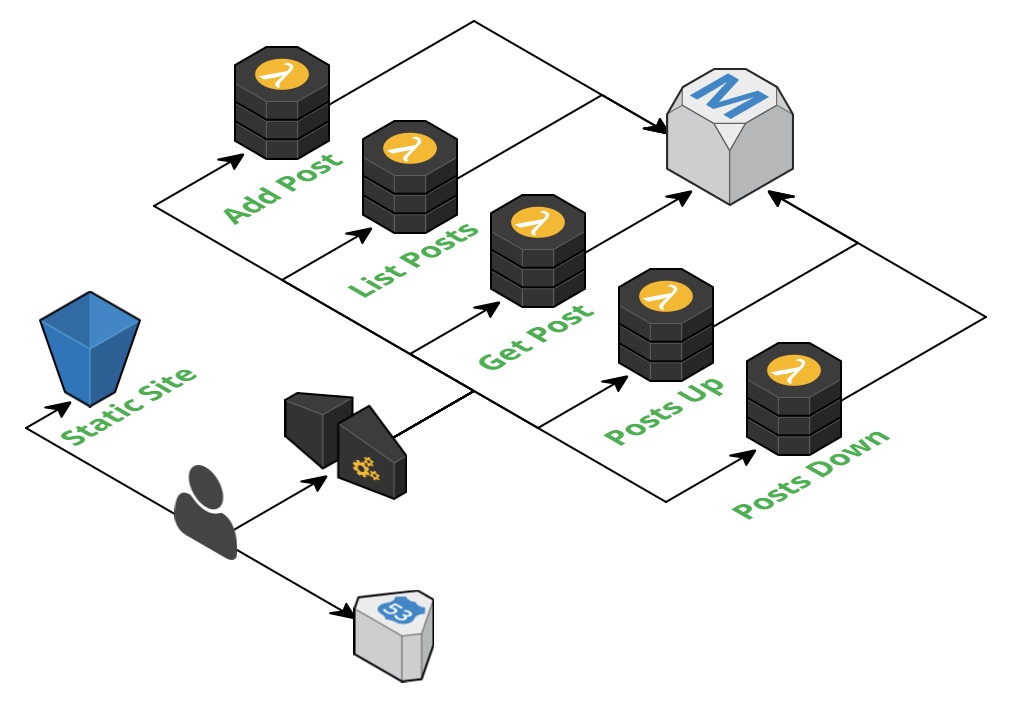 λ
Add Post
λ
List Posts
M
λ
Get Post
λ
Posts Up
λ
Posts Down
Static Site
53